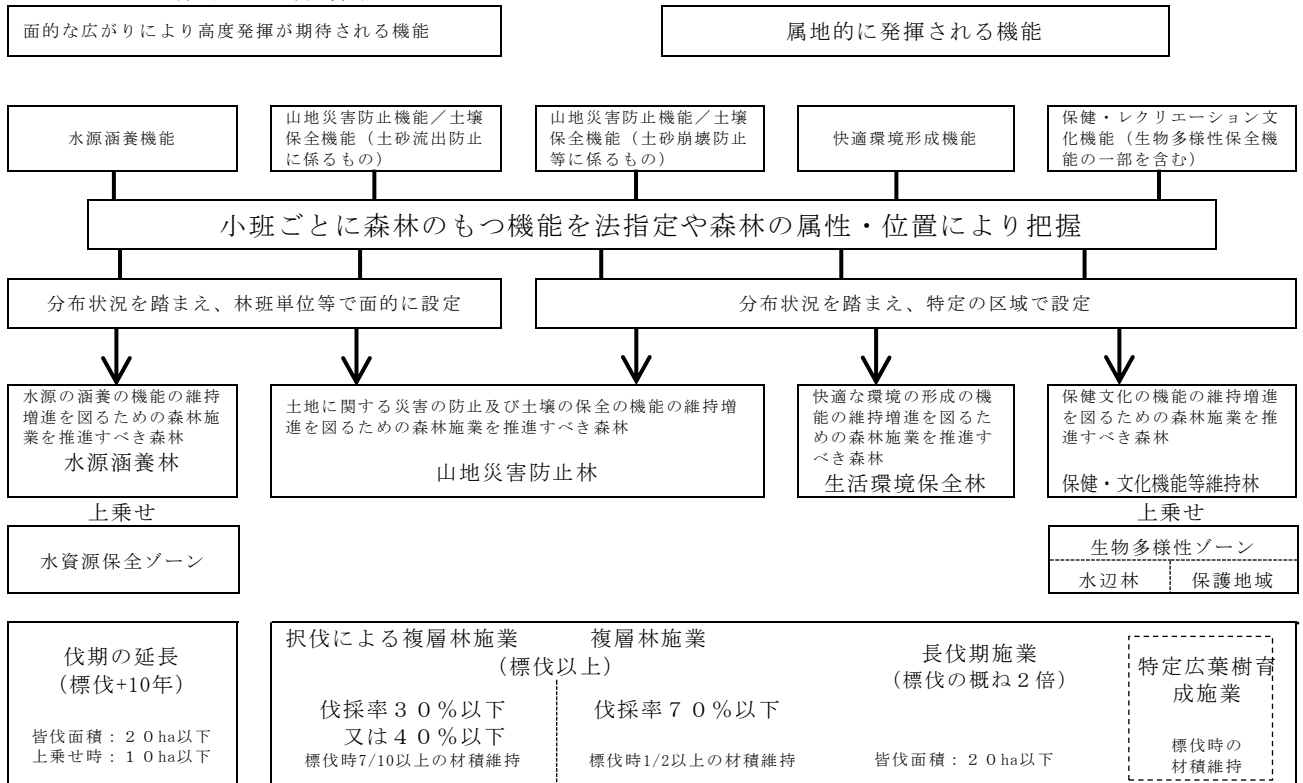 面的な広がりにより高度発揮が期待される機能
属地的に発揮される機能
水源涵養機能
山地災害防止機能／土壌
保全機能（土砂流出防止
に係るもの）
山地災害防止機能／土壌
保全機能（土砂崩壊防止
等に係るもの）
快適環境形成機能
保健・レクリエーション文
化機能（生物多様性保全機
能の一部を含む）
小班ごとに森林のもつ機能を法指定や森林の属性・位置により把握
分布状況を踏まえ、林班単位等で面的に設定
分布状況を踏まえ、特定の区域で設定
水源の涵養の機能の維持
増進を図るための森林施
業を推進すべき森林
水源涵養林
土地に関する災害の防止及び土壌の保全の機能の維持増
進を図るための森林施業を推進すべき森林
山地災害防止林
快適な環境の形成の機
能の維持増進を図るた
めの森林施業を推進す
べき森林
生活環境保全林
保健文化の機能の維持増進
を図るための森林施業を推
進すべき森林
保健・文化機能等維持林
上乗せ
水資源保全ゾーン
上乗せ
生物多様性ゾーン
水辺林
保護地域
伐期の延長
（標伐+10年）
皆伐面積：２０ha以下
上乗せ時：１０ha以下
択伐による複層林施業
複層林施業
（標伐以上）
伐採率３０％以下
又は４０％以下
標伐時7/10以上の材積維持
伐採率７０％以下
標伐時1/2以上の材積維持
長伐期施業
（標伐の概ね２倍）
皆伐面積：２０ha以下
特定広葉樹育
成施業
標伐時の
材積維持